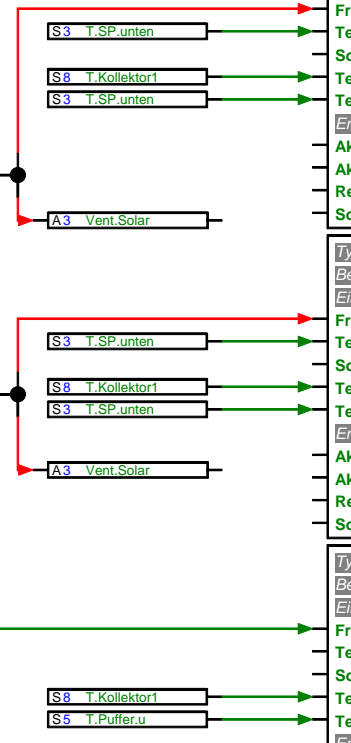 Fr
S3 T.SP.unten Te
So
S8 T.Kollektor1 Te
S3 T.SP.unten Te
Er
Ak
Ak
Re
A3 Vent.Solar So
Ty
Be
Ei
Fr
S3 T.SP.unten Te
So
S8 T.Kollektor1 Te
S3 T.SP.unten Te
Er
Ak
A3 Vent.Solar Ak
Re
So
Ty
Be
Ei
Fr
Te
So
S8 T.Kollektor1 Te
S5 T.Puffer.u Te